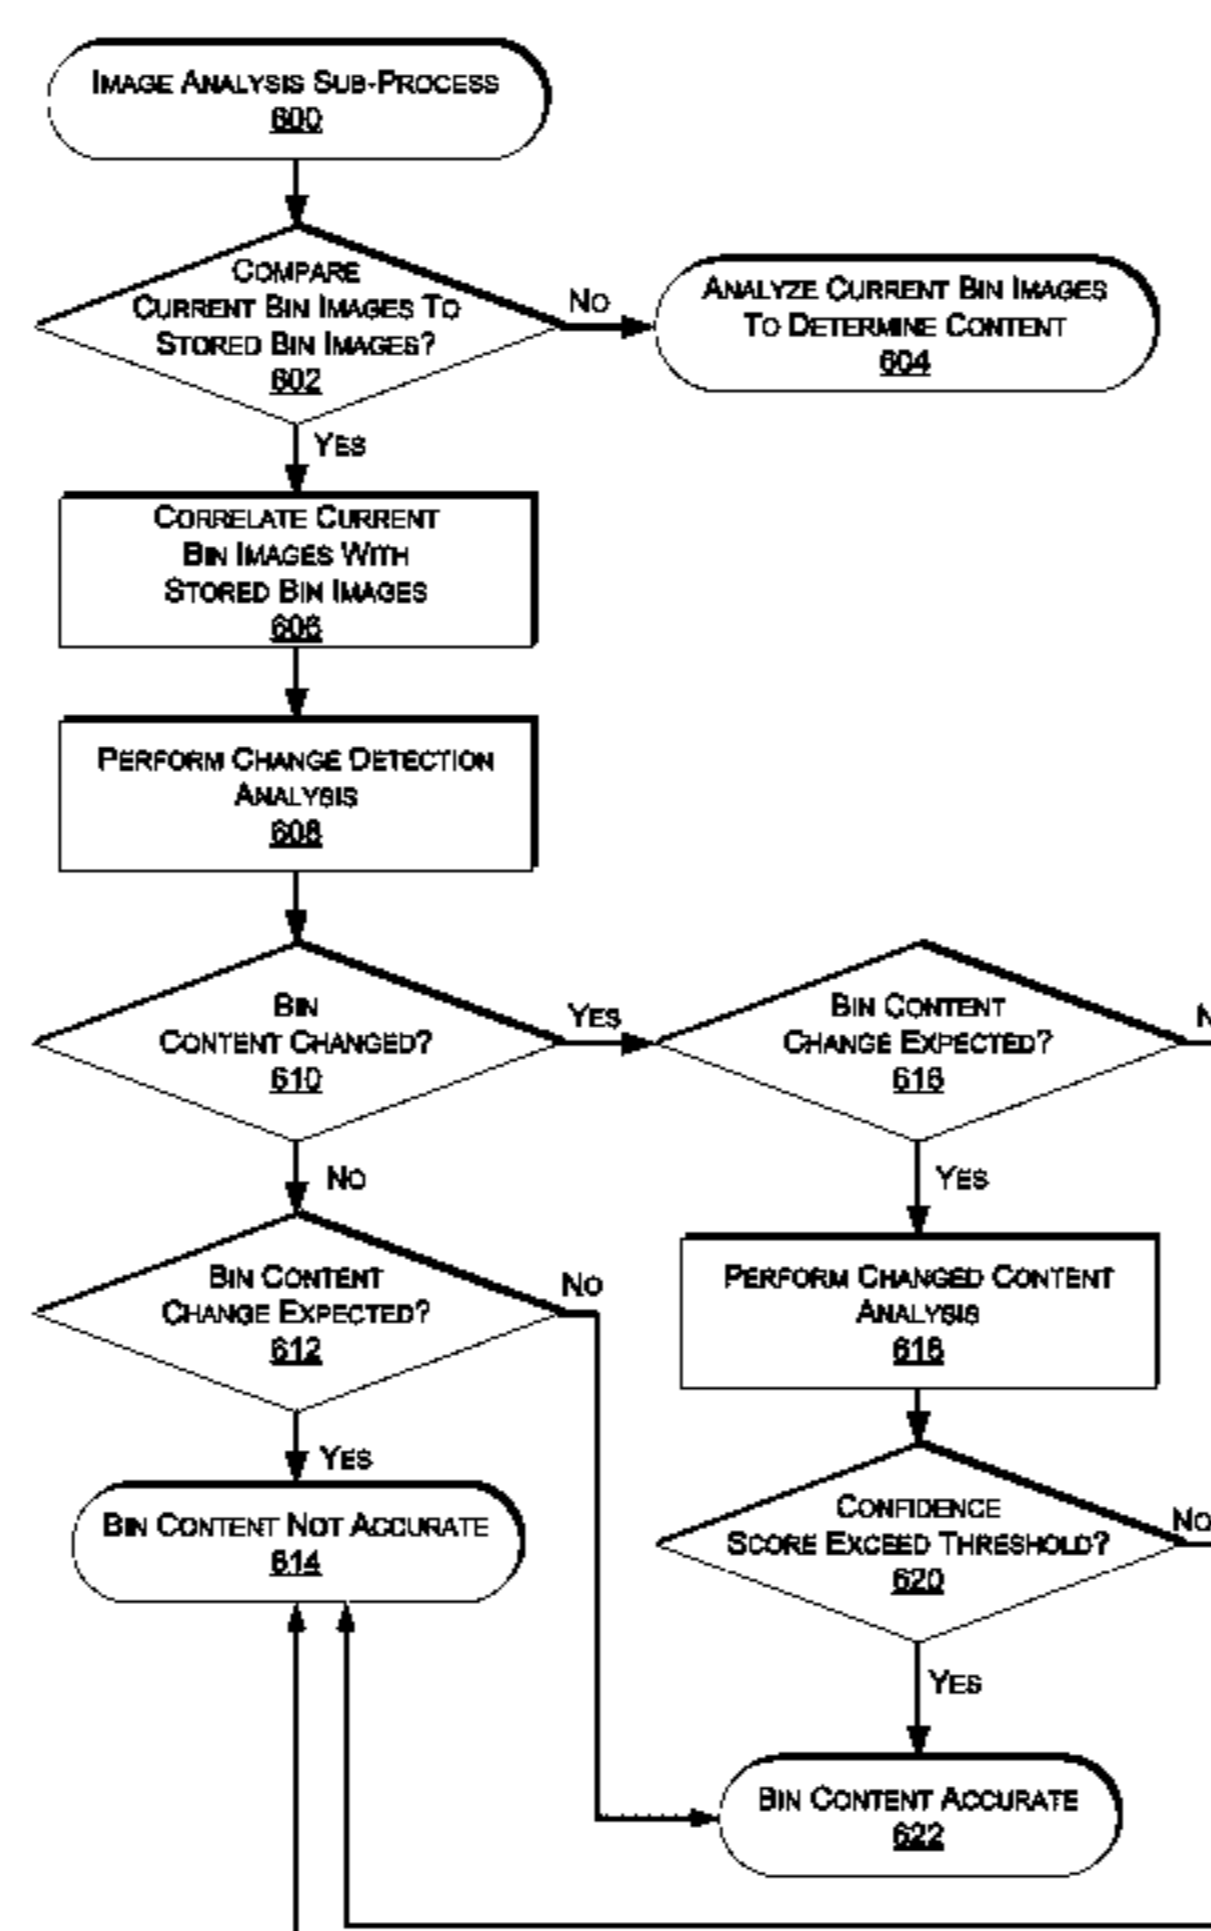 IMAGE ANALYSIS SUB-PROCESS
600
COMPARE
CURRENT BIN IMAGES TO
STORED BIN IMAGES?
602
NO
ANALYZE CURRENT BIN IMAGES
TO DETERMINE CONTENT
604
YES
CORRELATE CURRENT
BIN IMAGES WITH
STORED BIN IMAGES
606
PERFORM CHANGE DETECTION
ANALYSIS
608
BIN
CONTENT CHANGED?
610
YES
BIN CONTENT
CHANGE EXPECTED?
616
N
NO
YES
BIN CONTENT
CHANGE EXPECTED?
612
NO
PERFORM CHANGED CONTENT
ANALYSIS
618
YES
BIN CONTENT NOT ACCURATE
614
CONFIDENCE
SCORE EXCEED THRESHOLD?
620
NO
YES
BIN CONTENT ACCURATE
622